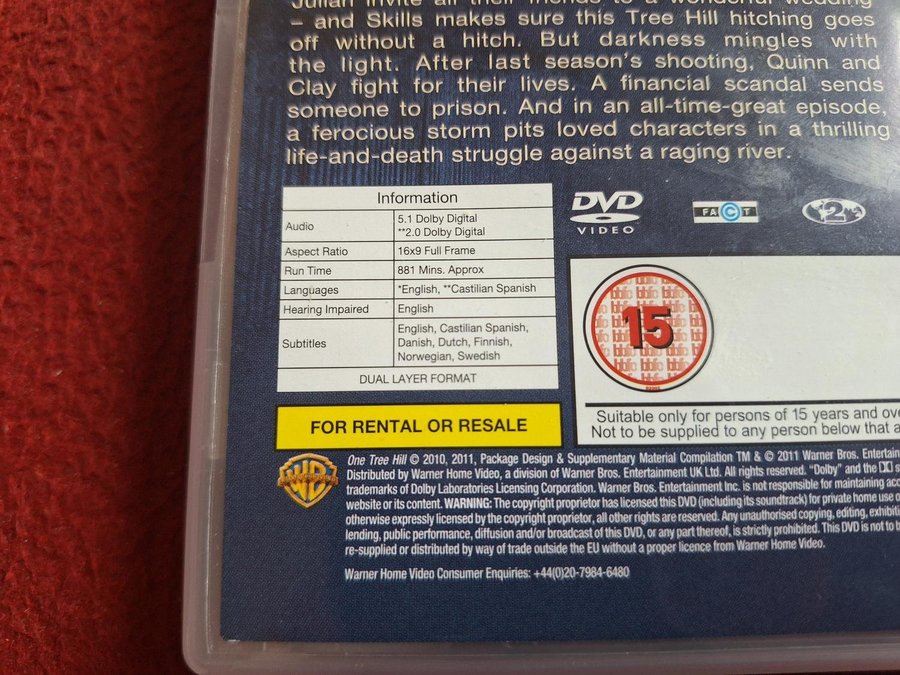 Julian invite all their friends to a wonderful wedding
– and Skills makes sure this Tree Hill hitching goes
off without a hitch. But darkness mingles with
the light. After last season's shooting, Quinn and
Clay fight for their lives. A financial scandal sends
someone to prison. And in an all-time-great episode,
a ferocious storm pits loved characters in a thrilling
life-and-death struggle against a raging river.
Information
Audio
5.1 Dolby Digital
**2.0 Dolby Digital
Aspect Ratio 16x9 Full Frame
Run Time 881 Mins. Approx
Languages *English, **Castilian Spanish
Hearing Impaired English
Subtitles
English, Castilian Spanish,
Danish, Dutch, Finnish,
Norwegian, Swedish
DUAL LAYER FORMAT
DVD
VIDEO
FACT
2
15
Suitable only for persons of 15 years and ove
Not to be supplied to any person below that a
FOR RENTAL OR RESALE
WB
One Tree Hill © 2010, 2011, Package Design & Supplementary Material Compilation TM & © 2011 Warner Bros. Entertain
Distributed by Warner Home Video, a division of Warner Bros. Entertainment UK Ltd. All rights reserved. "Dolby" and the
trademarks of Dolby Laboratories Licensing Corporation. Warner Bros. Entertainment Inc. is not responsible for maintaining acc
website or its content. WARNING: The copyright proprietor has licensed this DVD (including its soundtrack) for private home use o
otherwise expressly licensed by the copyright proprietor, all other rights are reserved. Any unauthorised copying, editing, exhibiti
lending, public performance, diffusion and/or broadcast of this DVD, or any part thereof, is strictly prohibited. This DVD is not to b
re-supplied or distributed by way of trade outside the EU without a proper licence from Warner Home Video.
Warner Home Video Consumer Enquiries: +44(0)20-7984-6480